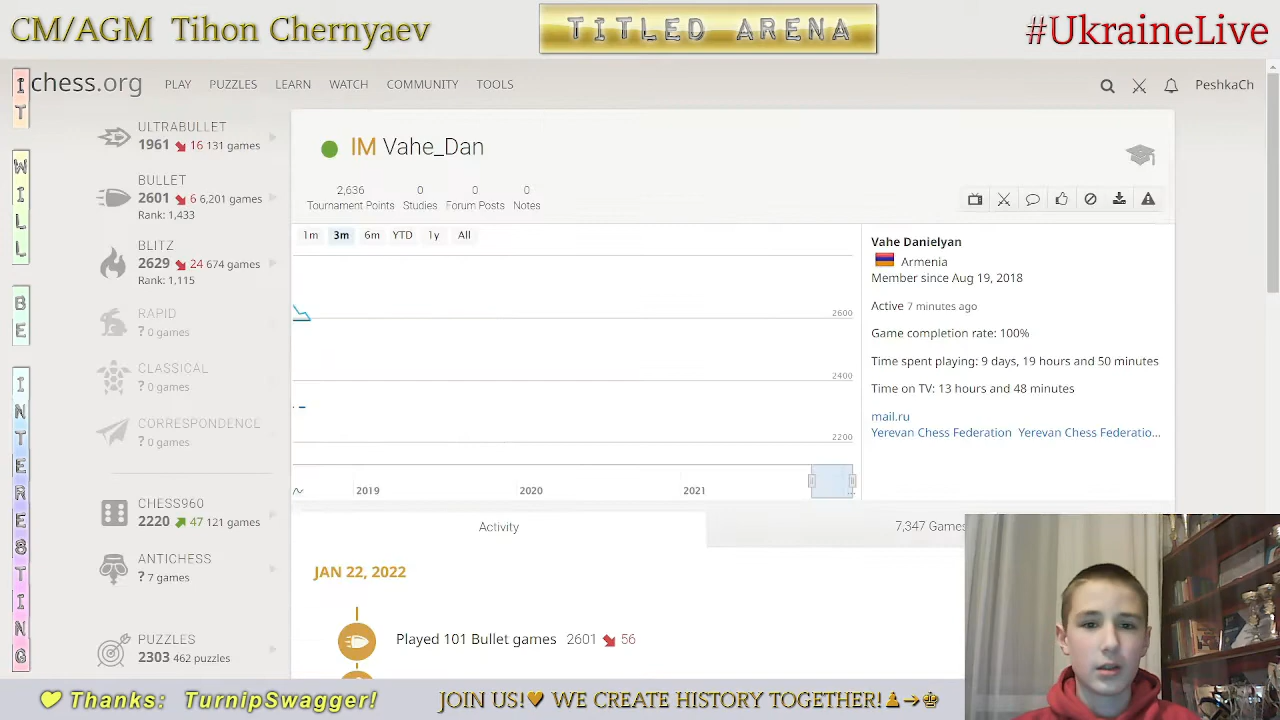 CM/AGM Tihon Chernyaev
TITLED ARENA
#UkraineLive
IT WILL BE INTERESTING
chess.org
PLAY PUZZLES LEARN WATCH COMMUNITY TOOLS
PeshkaCh
ULTRABULLET
1961 16 131 games
BULLET
2601 6 6,201 games
Rank: 1,433
BLITZ
2629 24 674 games
Rank: 1,115
RAPID
? 0 games
CLASSICAL
? 0 games
CORRESPONDENCE
? 0 games
CHESS960
2220 47 121 games
ANTICHESS
? 7 games
PUZZLES
2303 462 puzzles
IM Vahe_Dan
2,636 0 0 0
Tournament Points Studies Forum Posts Notes
1m 3m 6m YTD 1y All
2600
2400
2200
2019 2020 2021
Vahe Danielyan
Armenia
Member since Aug 19, 2018
Active 7 minutes ago
Game completion rate: 100%
Time spent playing: 9 days, 19 hours and 50 minutes
Time on TV: 13 hours and 48 minutes
mail.ru
Yerevan Chess Federation Yerevan Chess Federatio...
Activity
7,347 Games
JAN 22, 2022
Played 101 Bullet games 2601 56
Thanks: TurnipSwagger!
JOIN US! WE CREATE HISTORY TOGETHER!